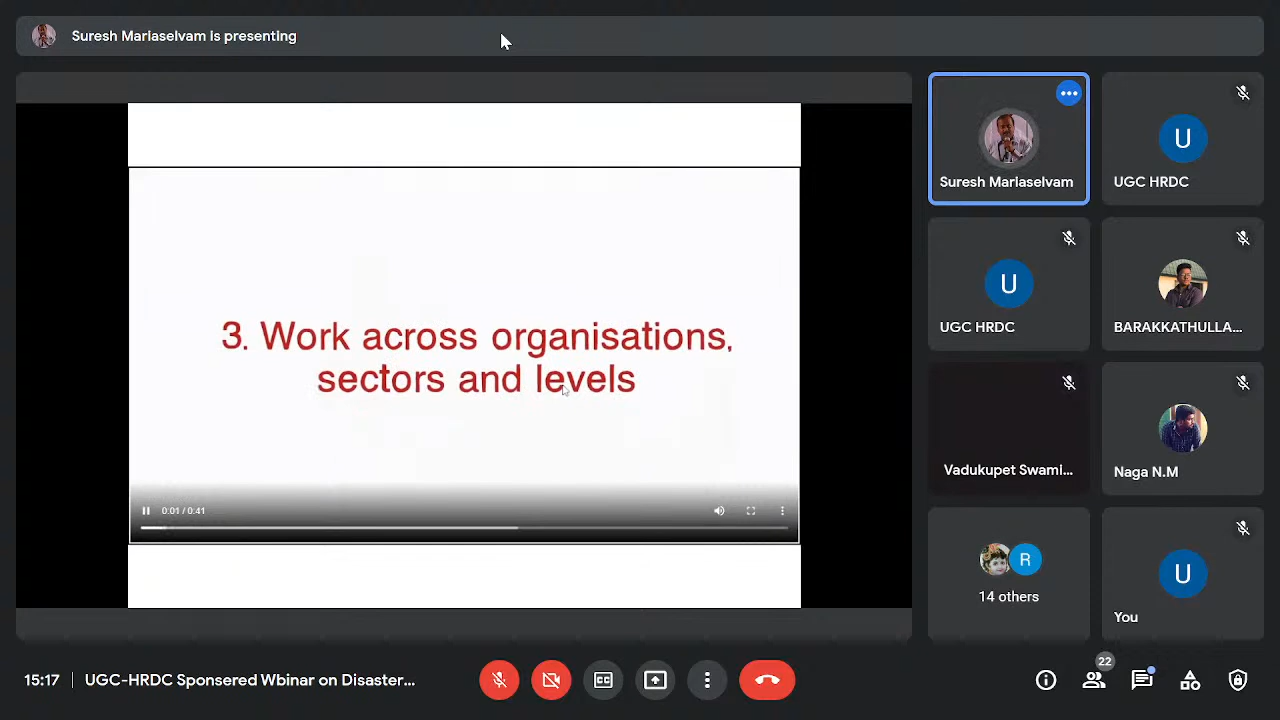 Suresh Mariaselvam is presenting
3. Work across organisations,
sectors and levels
0:01 / 0:41
Suresh Mariaselvam
U
UGC HRDC
U
UGC HRDC
BARAKKATHULLA...
Vadukupet Swami...
Naga N.M
R
14 others
U
You
15:17 | UGC-HRDC Sponsered Wbinar on Disaster...
CC
22